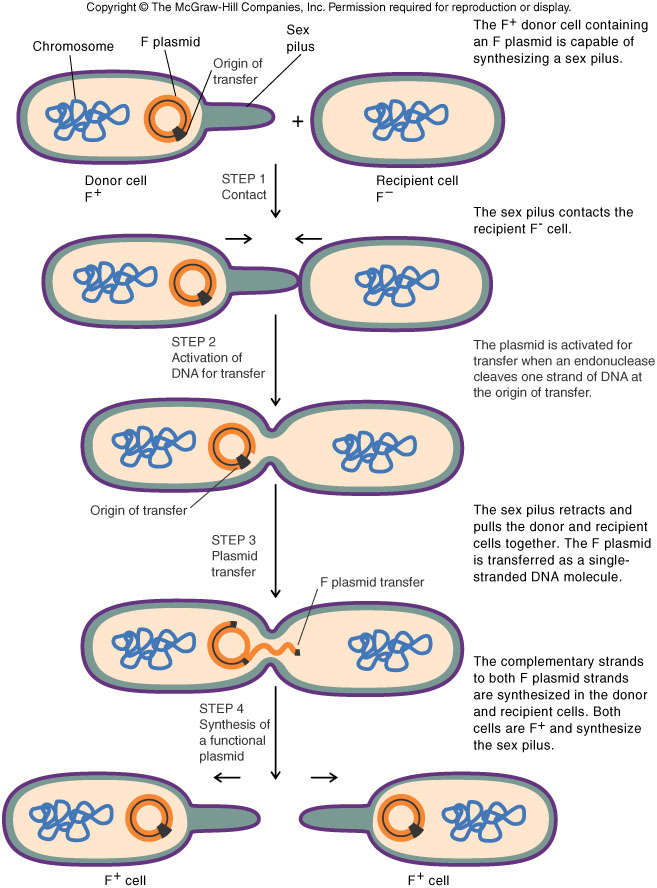 Copyright © The McGraw-Hill Companies, Inc. Permission required for reproduction or display.
Chromosome
F plasmid
Sex
pilus
Origin of
transfer
The F+ donor cell containing
an F plasmid is capable of
synthesizing a sex pilus.
+
Donor cell
F+
STEP 1
Contact
Recipient cell
F−
The sex pilus contacts the
recipient F- cell.
STEP 2
Activation of
DNA for transfer
The plasmid is activated for
transfer when an endonuclease
cleaves one strand of DNA at
the origin of transfer.
Origin of transfer
STEP 3
Plasmid
transfer
The sex pilus retracts and
pulls the donor and recipient
cells together. The F plasmid
is transferred as a single-
stranded DNA molecule.
F plasmid transfer
The complementary strands
to both F plasmid strands
are synthesized in the donor
and recipient cells. Both
cells are F+ and synthesize
the sex pilus.
STEP 4
Synthesis of
a functional
plasmid
F+ cell
F+ cell